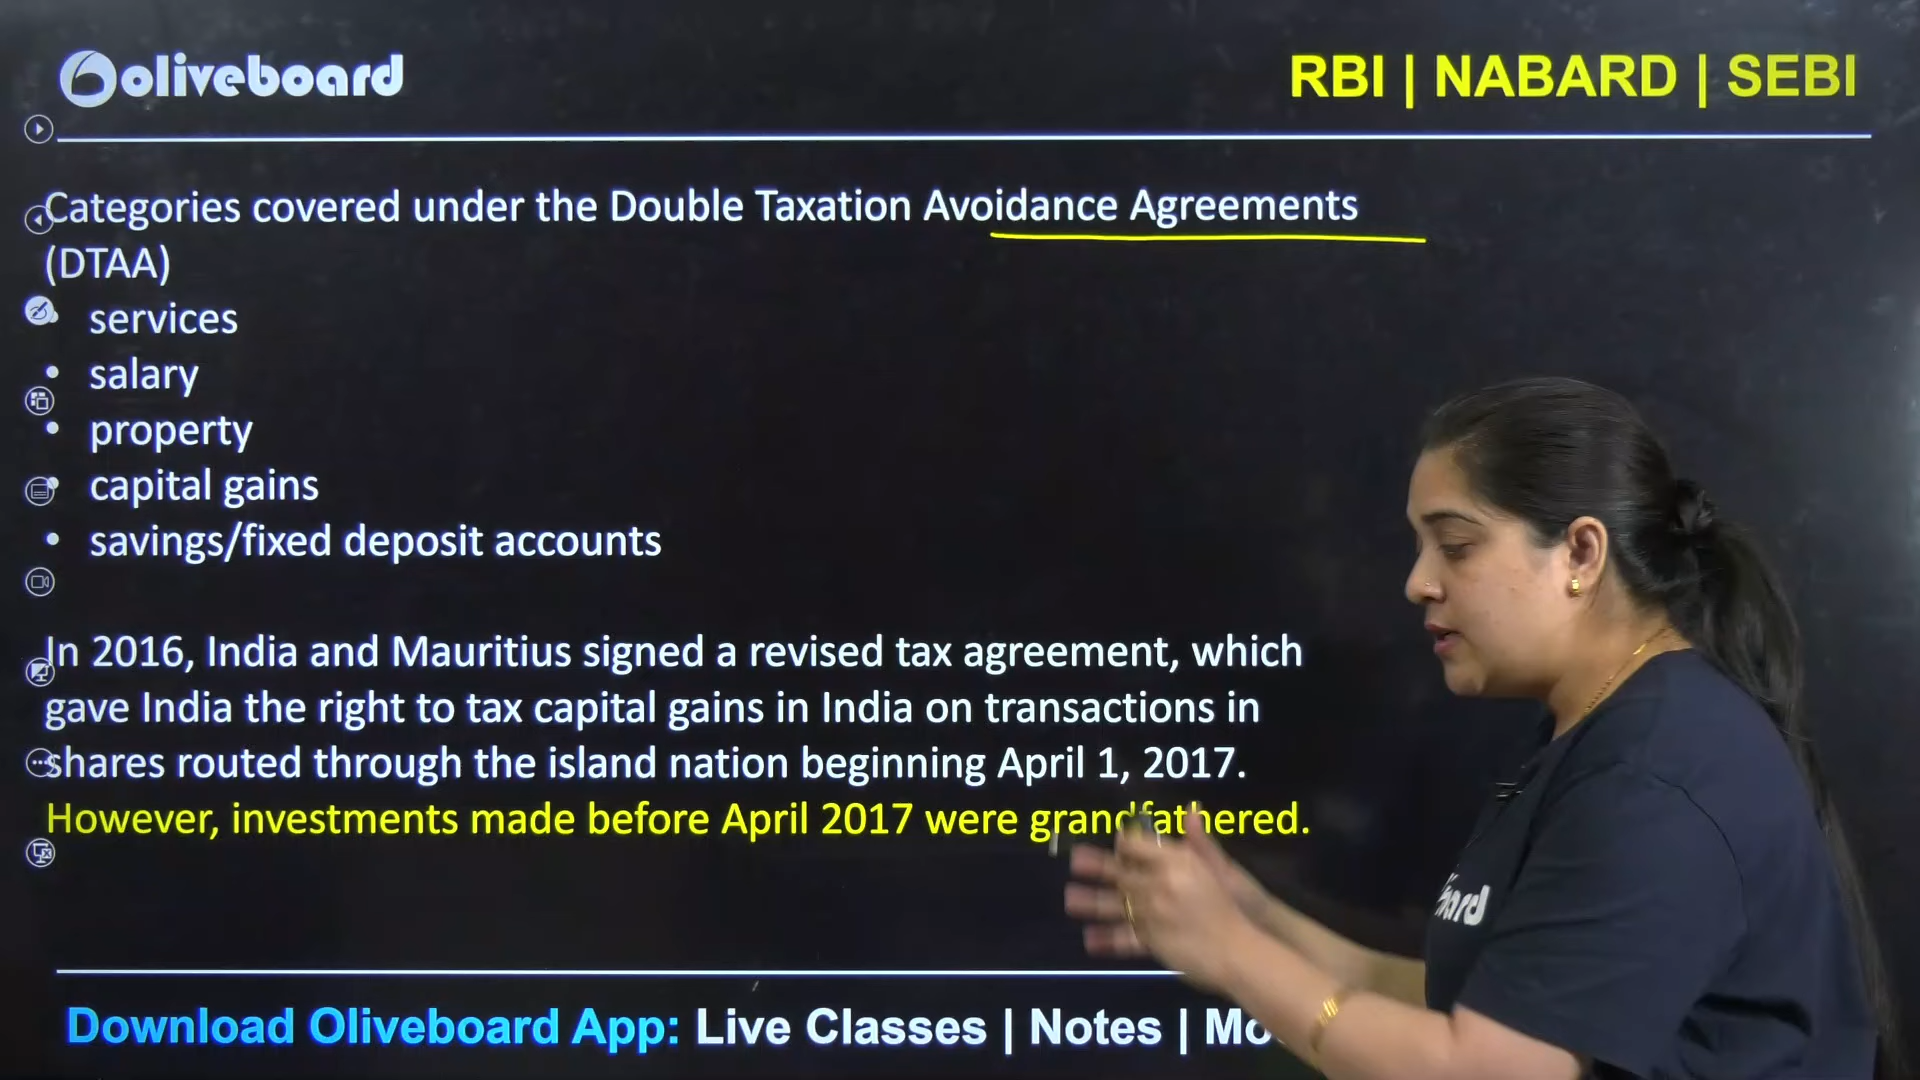 oliveboard
RBI | NABARD | SEBI
Categories covered under the Double Taxation Avoidance Agreements
(DTAA)
• services
• salary
• property
• capital gains
• savings/fixed deposit accounts
In 2016, India and Mauritius signed a revised tax agreement, which
gave India the right to tax capital gains in India on transactions in
shares routed through the island nation beginning April 1, 2017.
However, investments made before April 2017 were grandfathered.
Download Oliveboard App: Live Classes | Notes |